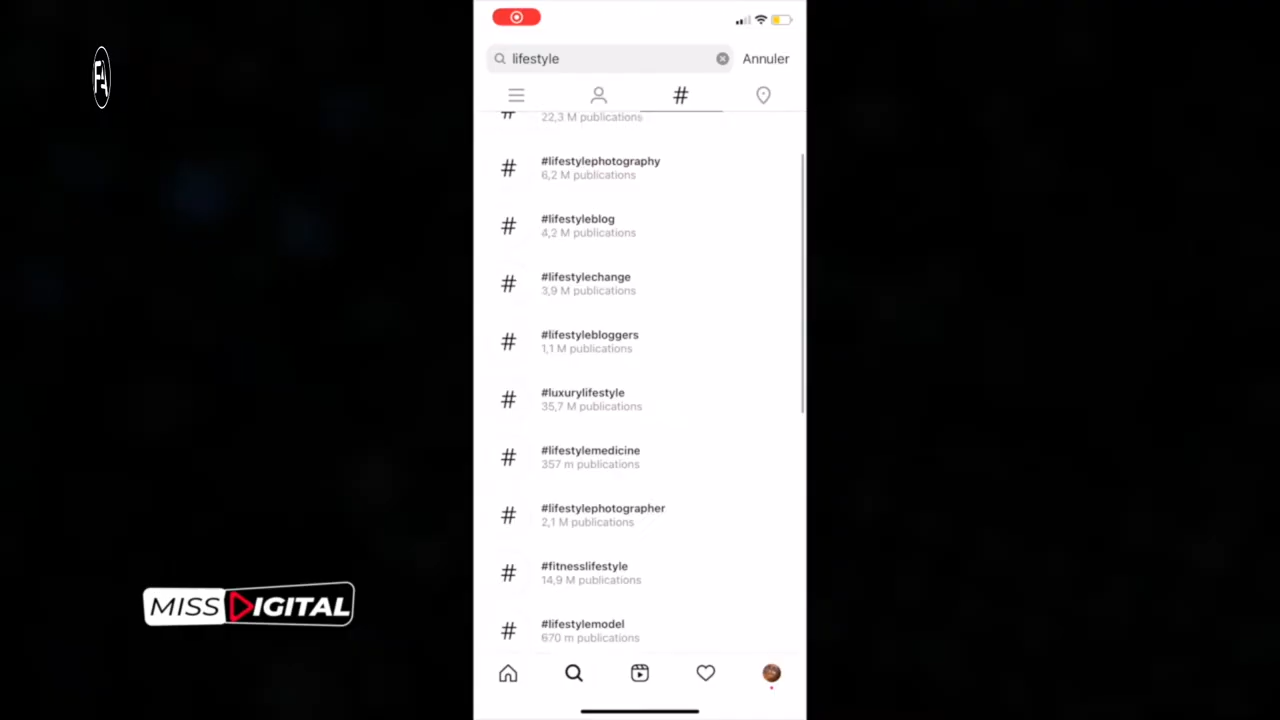 lifestyle
Annuler
22,3 M publications
#lifestylephotography
6,2 M publications
#lifestyleblog
4,2 M publications
#lifestylechange
3,9 M publications
#lifestylebloggers
1,1 M publications
#luxurylifestyle
35,7 M publications
#lifestylemedicine
357 m publications
#lifestylephotographer
2,1 M publications
#fitnesslifestyle
14,9 M publications
#lifestylemodel
670 m publications
MISS DIGITAL